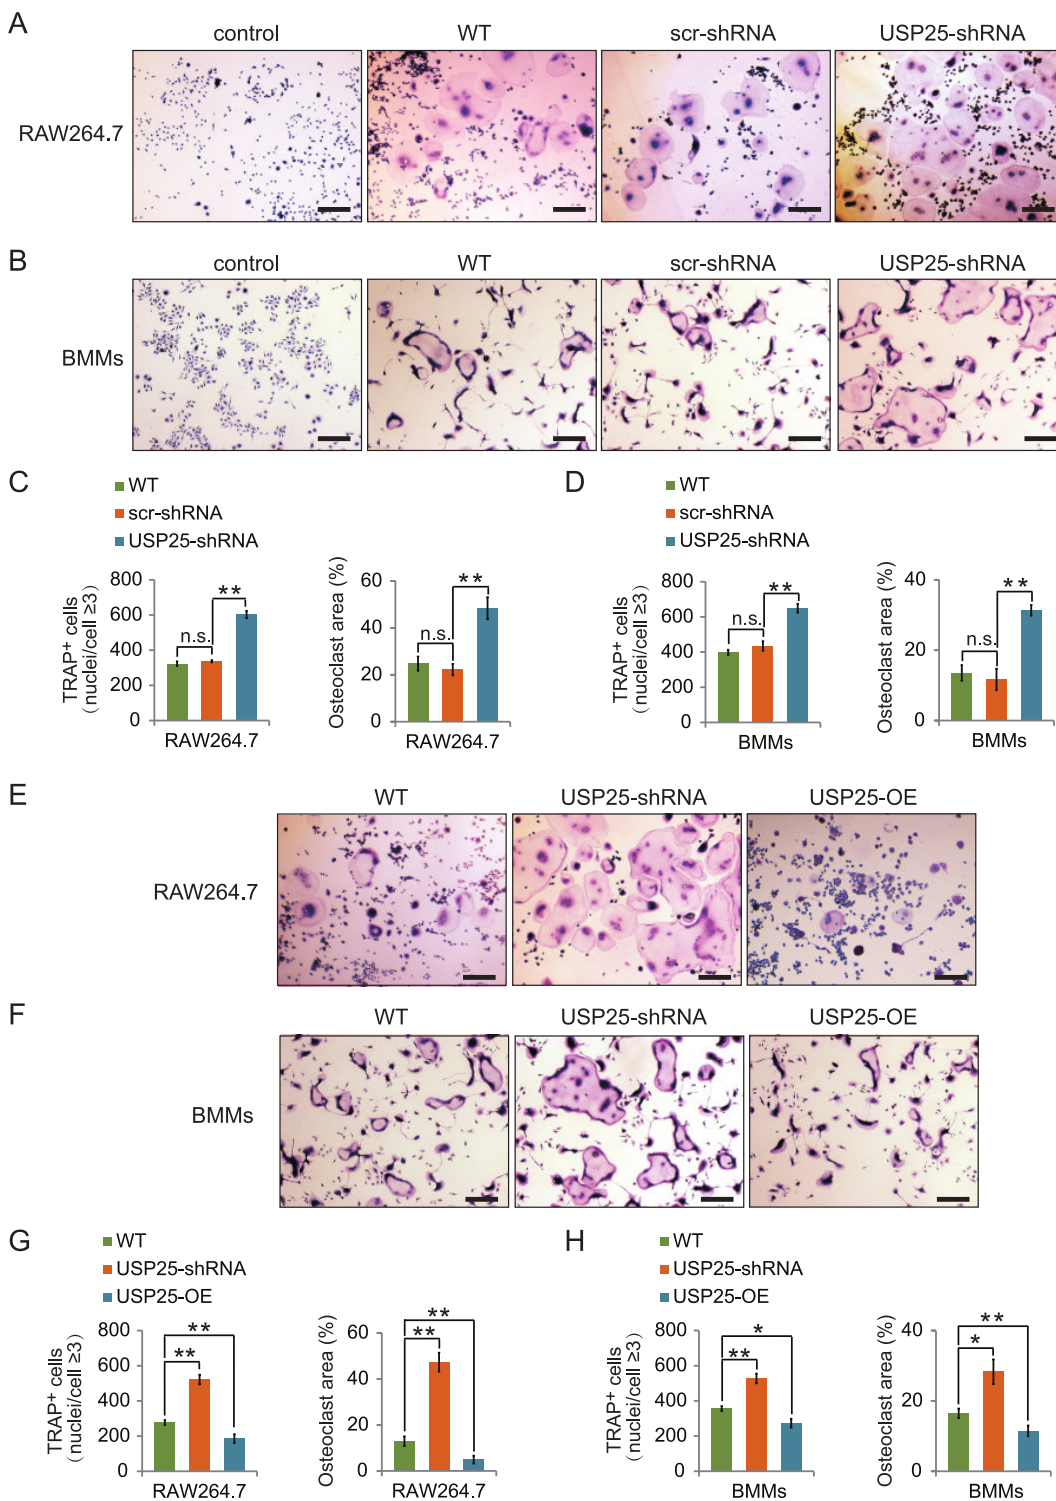 A
control WT scr-shRNA USP25-shRNA
RAW264.7
B
control WT scr-shRNA USP25-shRNA
BMMs
C
WT
scr-shRNA
USP25-shRNA
TRAP+ cells
(nuclei/cell ≥3)
800
600
400
200
0
n.s.
**
RAW264.7
Osteoclast area (%)
60
40
20
0
n.s.
**
RAW264.7
D
WT
scr-shRNA
USP25-shRNA
TRAP+ cells
(nuclei/cell ≥3)
800
600
400
200
0
n.s.
**
BMMs
Osteoclast area (%)
40
20
0
n.s.
**
BMMs
E
WT USP25-shRNA USP25-OE
RAW264.7
F
WT USP25-shRNA USP25-OE
BMMs
G
WT
USP25-shRNA
USP25-OE
TRAP+ cells
(nuclei/cell ≥3)
800
600
400
200
0
**
**
RAW264.7
Osteoclast area (%)
60
40
20
0
**
**
RAW264.7
H
WT
USP25-shRNA
USP25-OE
TRAP+ cells
(nuclei/cell ≥3)
800
600
400
200
0
*
**
BMMs
Osteoclast area (%)
40
20
0
**
*
BMMs